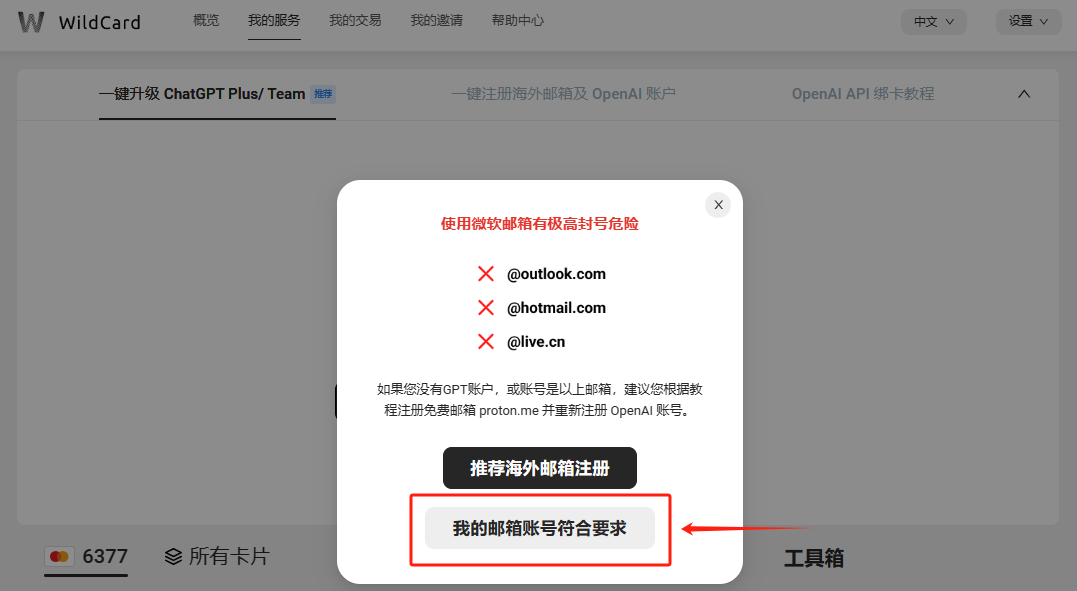 WildCard
概览
我的服务
我的交易
我的邀请
帮助中心
中文
设置
一键升级 ChatGPT Plus/ Team 推荐
一键注册海外邮箱及 OpenAI 账户
OpenAI API 绑卡教程
X
使用微软邮箱有极高封号危险
@outlook.com
@hotmail.com
@live.cn
如果您没有GPT账户，或账号是以上邮箱，建议您根据教
程注册免费邮箱 proton.me 并重新注册 OpenAI 账号。
推荐海外邮箱注册
我的邮箱账号符合要求
6377
所有卡片
工具箱